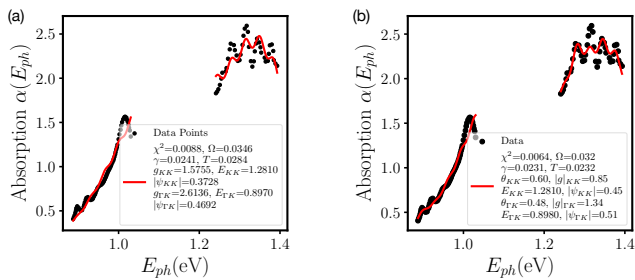 (a)
Absorption α(E_ph)
2.5
2.0
1.5
1.0
0.5
Data Points
χ²=0.0088, Ω=0.0346
γ=0.0241, T=0.0284
g_KK=1.5755, E_KK=1.2810
|ψ_KK|=0.3728
g_ΓK=2.6136, E_ΓK=0.8970
|ψ_ΓK|=0.4692
1.0
1.2
1.4
E_ph(eV)
(b)
Absorption α(E_ph)
2.5
2.0
1.5
1.0
0.5
Data
χ²=0.0064, Ω=0.032
γ=0.0231, T=0.0232
θ_KK=0.60, |g|_KK=0.85
E_KK=1.2810, |ψ_KK|=0.45
θ_ΓK=0.48, |g|_ΓK=1.34
E_ΓK=0.8980, |ψ_ΓK|=0.51
1.0
1.2
1.4
E_ph(eV)